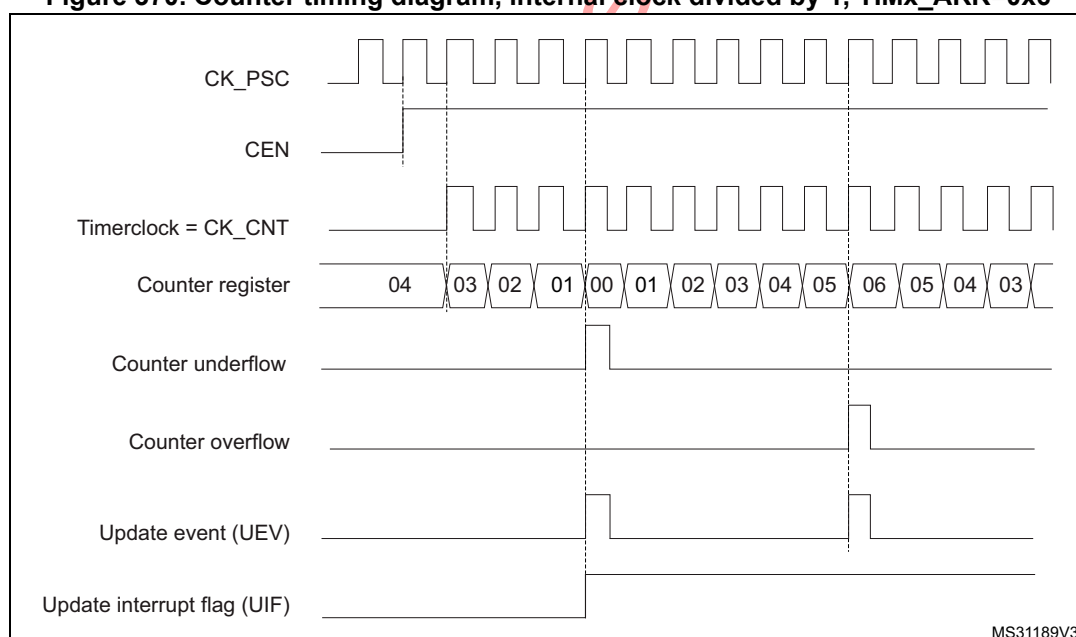 CK_PSC
CEN
Timerclock = CK_CNT
Counter register 04 03 02 01 00 01 02 03 04 05 06 05 04 03
Counter underflow
Counter overflow
Update event (UEV)
Update interrupt flag (UIF)
MS31189V3